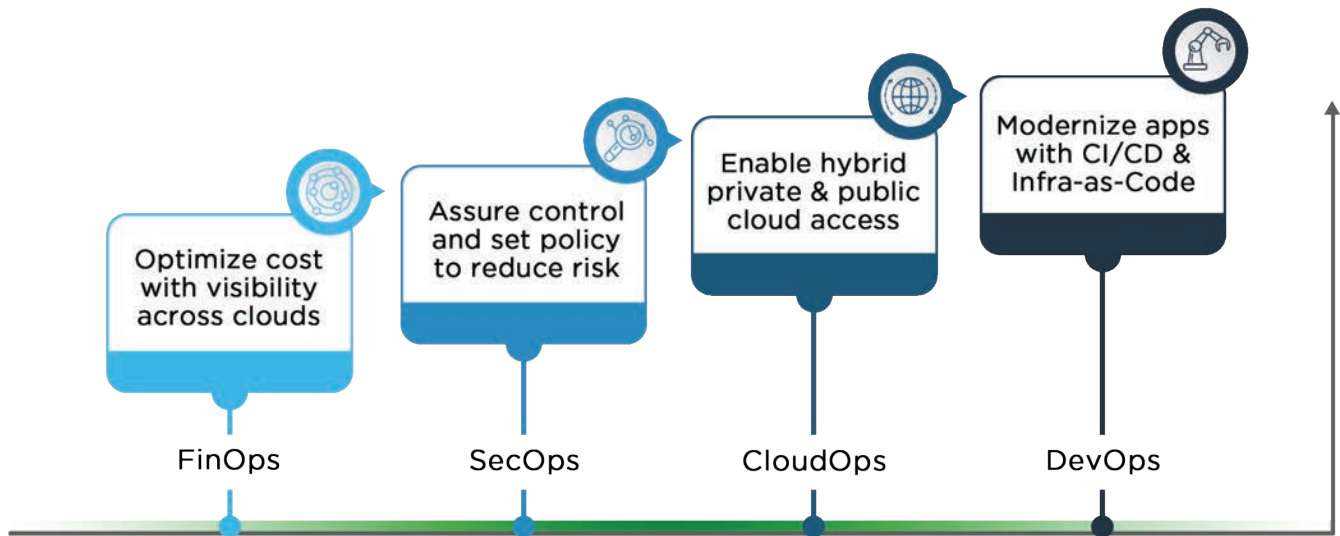 Optimize cost
with visibility
across clouds
Assure control
and set policy
to reduce risk
Enable hybrid
private & public
cloud access
Modernize apps
with CI/CD &
Infra-as-Code
FinOps
SecOps
CloudOps
DevOps